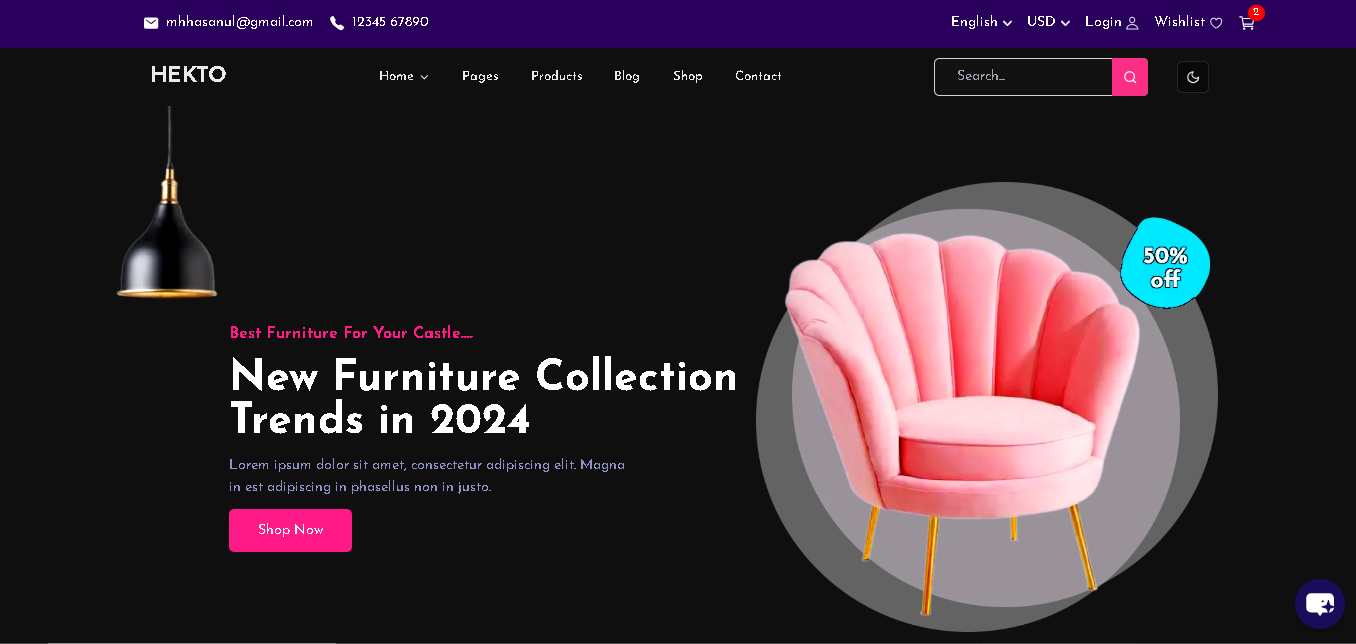 mhhasanul@gmail.com 12345 67890 English USD Login Wishlist 2
HEKTO Home Pages Products Blog Shop Contact Search...
50%
off
Best Furniture For Your Castle....
New Furniture Collection
Trends in 2024
Lorem ipsum dolor sit amet, consectetur adipiscing elit. Magna
in est adipiscing in phasellus non in justo.
Shop Now